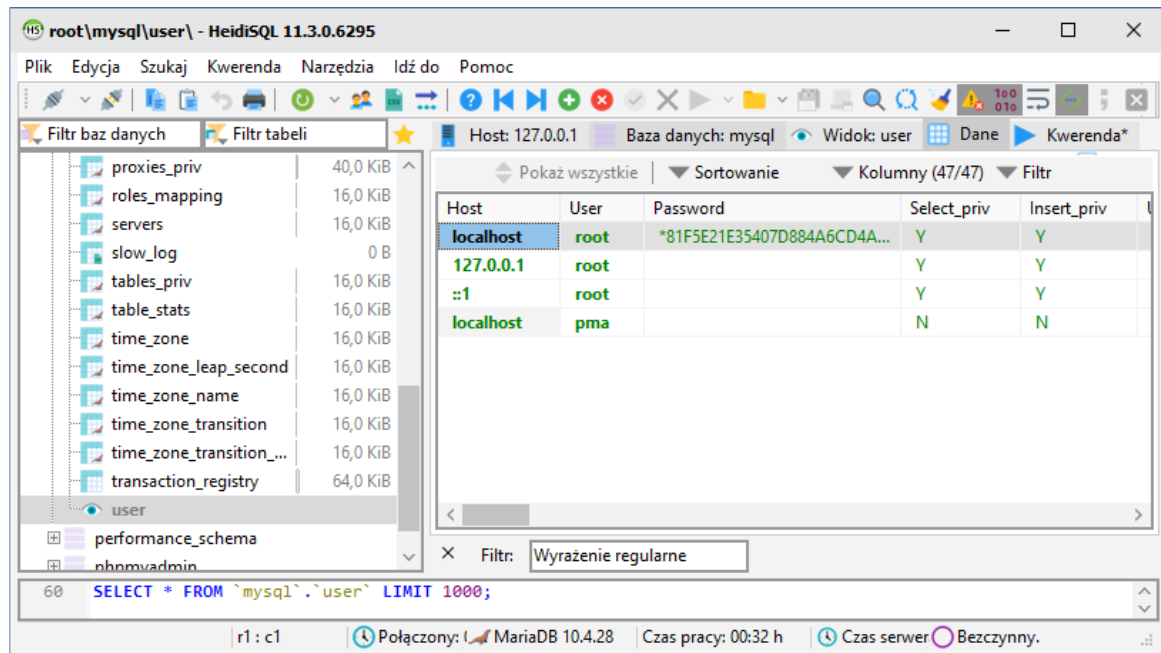 HS root\mysql\user\ - HeidiSQL 11.3.0.6295
Plik Edycja Szukaj Kwerenda Narzędzia Idź do Pomoc
Filtr baz danych Filtr tabeli
Host: 127.0.0.1 Baza danych: mysql Widok: user Dane Kwerenda*
proxies_priv 40,0 KiB
roles_mapping 16,0 KiB
servers 16,0 KiB
slow_log 0 B
tables_priv 16,0 KiB
table_stats 16,0 KiB
time_zone 16,0 KiB
time_zone_leap_second 16,0 KiB
time_zone_name 16,0 KiB
time_zone_transition 16,0 KiB
time_zone_transition_... 16,0 KiB
transaction_registry 64,0 KiB
user
performance_schema
phpmyadmin
Pokaż wszystkie Sortowanie Kolumny (47/47) Filtr
Host User Password Select_priv Insert_priv
localhost root *81F5E21E35407D884A6CD4A... Y Y
127.0.0.1 root Y Y
::1 root Y Y
localhost pma N N
Filtr: Wyrażenie regularne
60 SELECT * FROM `mysql`.`user` LIMIT 1000;
r1 : c1 Połączony: MariaDB 10.4.28 Czas pracy: 00:32 h Czas serwer Bezczynny.